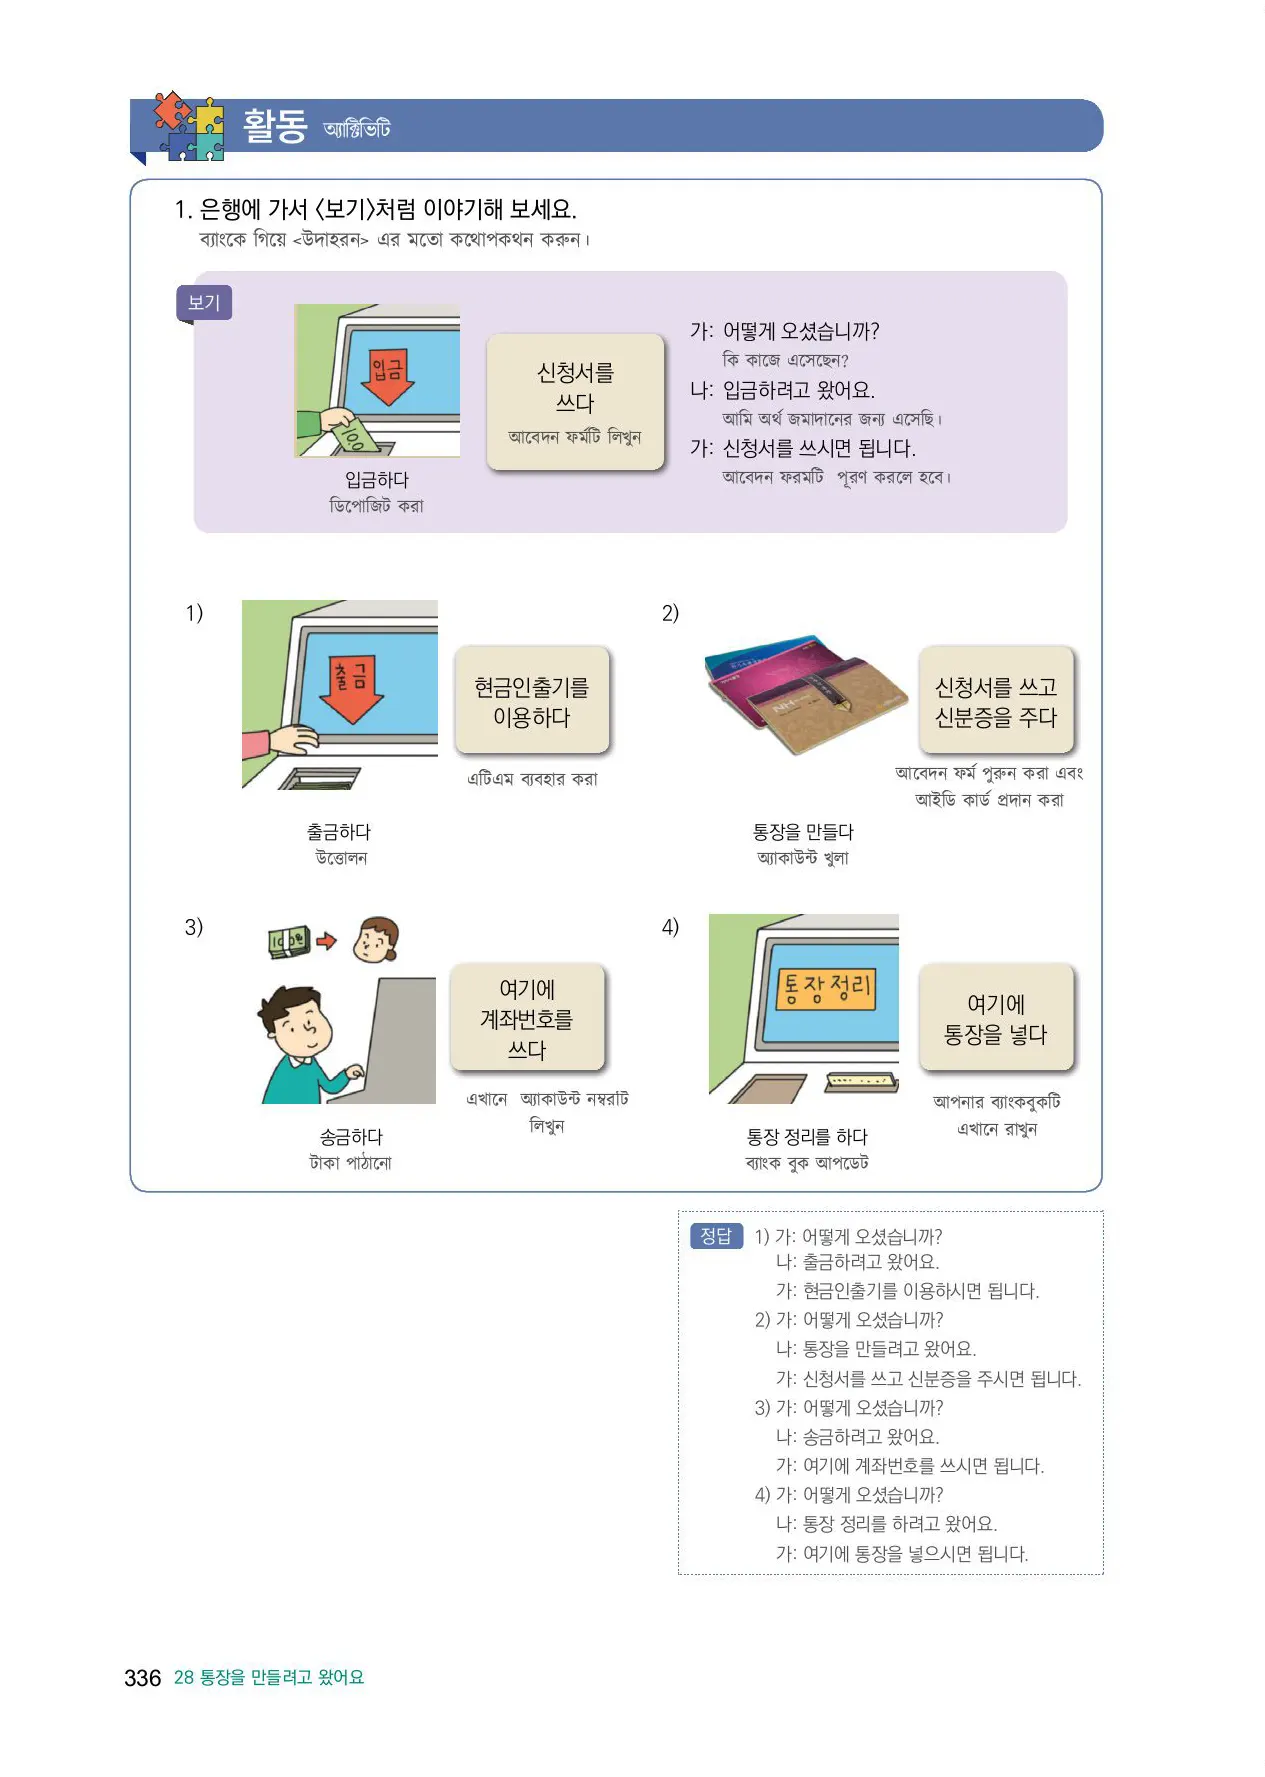 활동 অ্যাক্টিভিটি
1. 은행에 가서 〈보기〉처럼 이야기해 보세요.
ব্যাংকে গিয়ে <উদাহরন> এর মতো কথোপকথন করুন।
보기
입금
입금하다
ডিপোজিট করা
신청서를
쓰다
আবেদন ফর্মটি লিখুন
가: 어떻게 오셨습니까?
কি কাজে এসেছেন?
나: 입금하려고 왔어요.
আমি অর্থ জমাদানের জন্য এসেছি।
가: 신청서를 쓰시면 됩니다.
আবেদন ফরমটি পূরণ করলে হবে।
1)
출금
현금인출기를
이용하다
এটিএম ব্যবহার করা
출금하다
উত্তোলন
2)
신청서를 쓰고
신분증을 주다
আবেদন ফর্ম পুরুন করা এবং
আইডি কার্ড প্রদান করা
통장을 만들다
অ্যাকাউন্ট খুলা
3)
여기에
계좌번호를
쓰다
এখানে অ্যাকাউন্ট নম্বরটি
লিখুন
송금하다
টাকা পাঠানো
4)
통장정리
여기에
통장을 넣다
আপনার ব্যাংকবুকটি
এখানে রাখুন
통장 정리를 하다
ব্যাংক বুক আপডেট
정답 1) 가: 어떻게 오셨습니까?
나: 출금하려고 왔어요.
가: 현금인출기를 이용하시면 됩니다.
2) 가: 어떻게 오셨습니까?
나: 통장을 만들려고 왔어요.
가: 신청서를 쓰고 신분증을 주시면 됩니다.
3) 가: 어떻게 오셨습니까?
나: 송금하려고 왔어요.
가: 여기에 계좌번호를 쓰시면 됩니다.
4) 가: 어떻게 오셨습니까?
나: 통장 정리를 하려고 왔어요.
가: 여기에 통장을 넣으시면 됩니다.
336 28 통장을 만들려고 왔어요